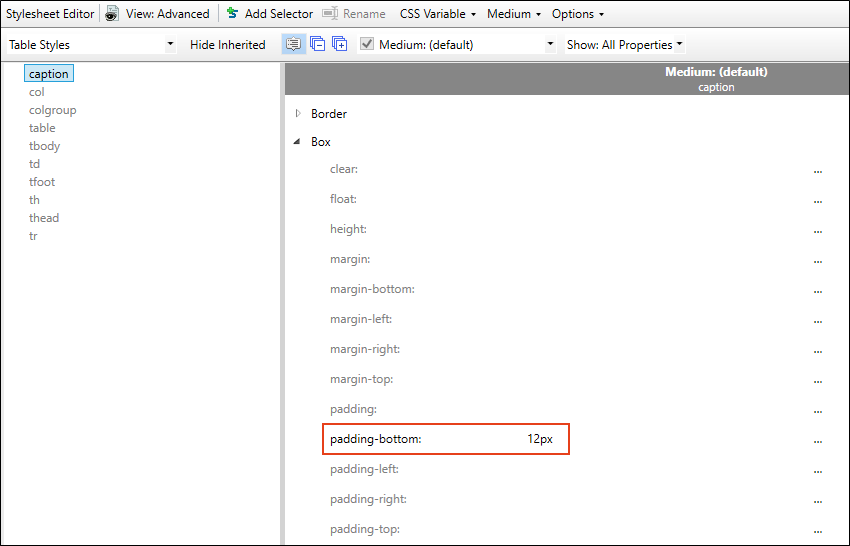 Stylesheet Editor View: Advanced Add Selector Rename CSS Variable Medium Options
Table Styles Hide Inherited Medium: (default) Show: All Properties
caption
col
colgroup
table
tbody
td
tfoot
th
thead
tr
Medium: (default)
caption
Border
Box
clear: ...
float: ...
height: ...
margin: ...
margin-bottom: ...
margin-left: ...
margin-right: ...
margin-top: ...
padding: ...
padding-bottom: 12px ...
padding-left: ...
padding-right: ...
padding-top: ...